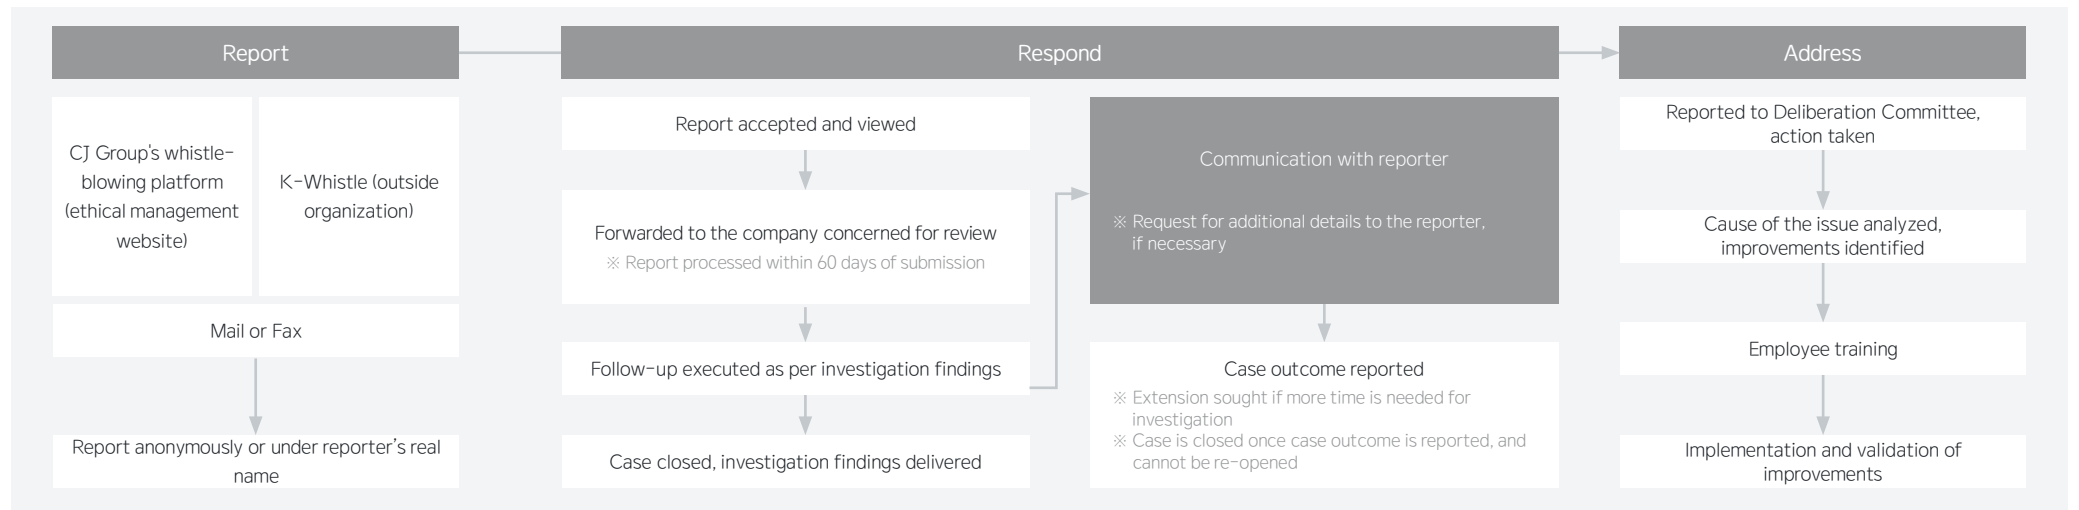 Report
CJ Group's whistle-
blowing platform
(ethical management
website)
K-Whistle (outside
organization)
Mail or Fax
Report anonymously or under reporter's real
name
Respond
Report accepted and viewed
Forwarded to the company concerned for review
※ Report processed within 60 days of submission
Follow-up executed as per investigation findings
Case closed, investigation findings delivered
Communication with reporter
※ Request for additional details to the reporter,
if necessary
Case outcome reported
※ Extension sought if more time is needed for
investigation
※ Case is closed once case outcome is reported, and
cannot be re-opened
Address
Reported to Deliberation Committee,
action taken
Cause of the issue analyzed,
improvements identified
Employee training
Implementation and validation of
improvements